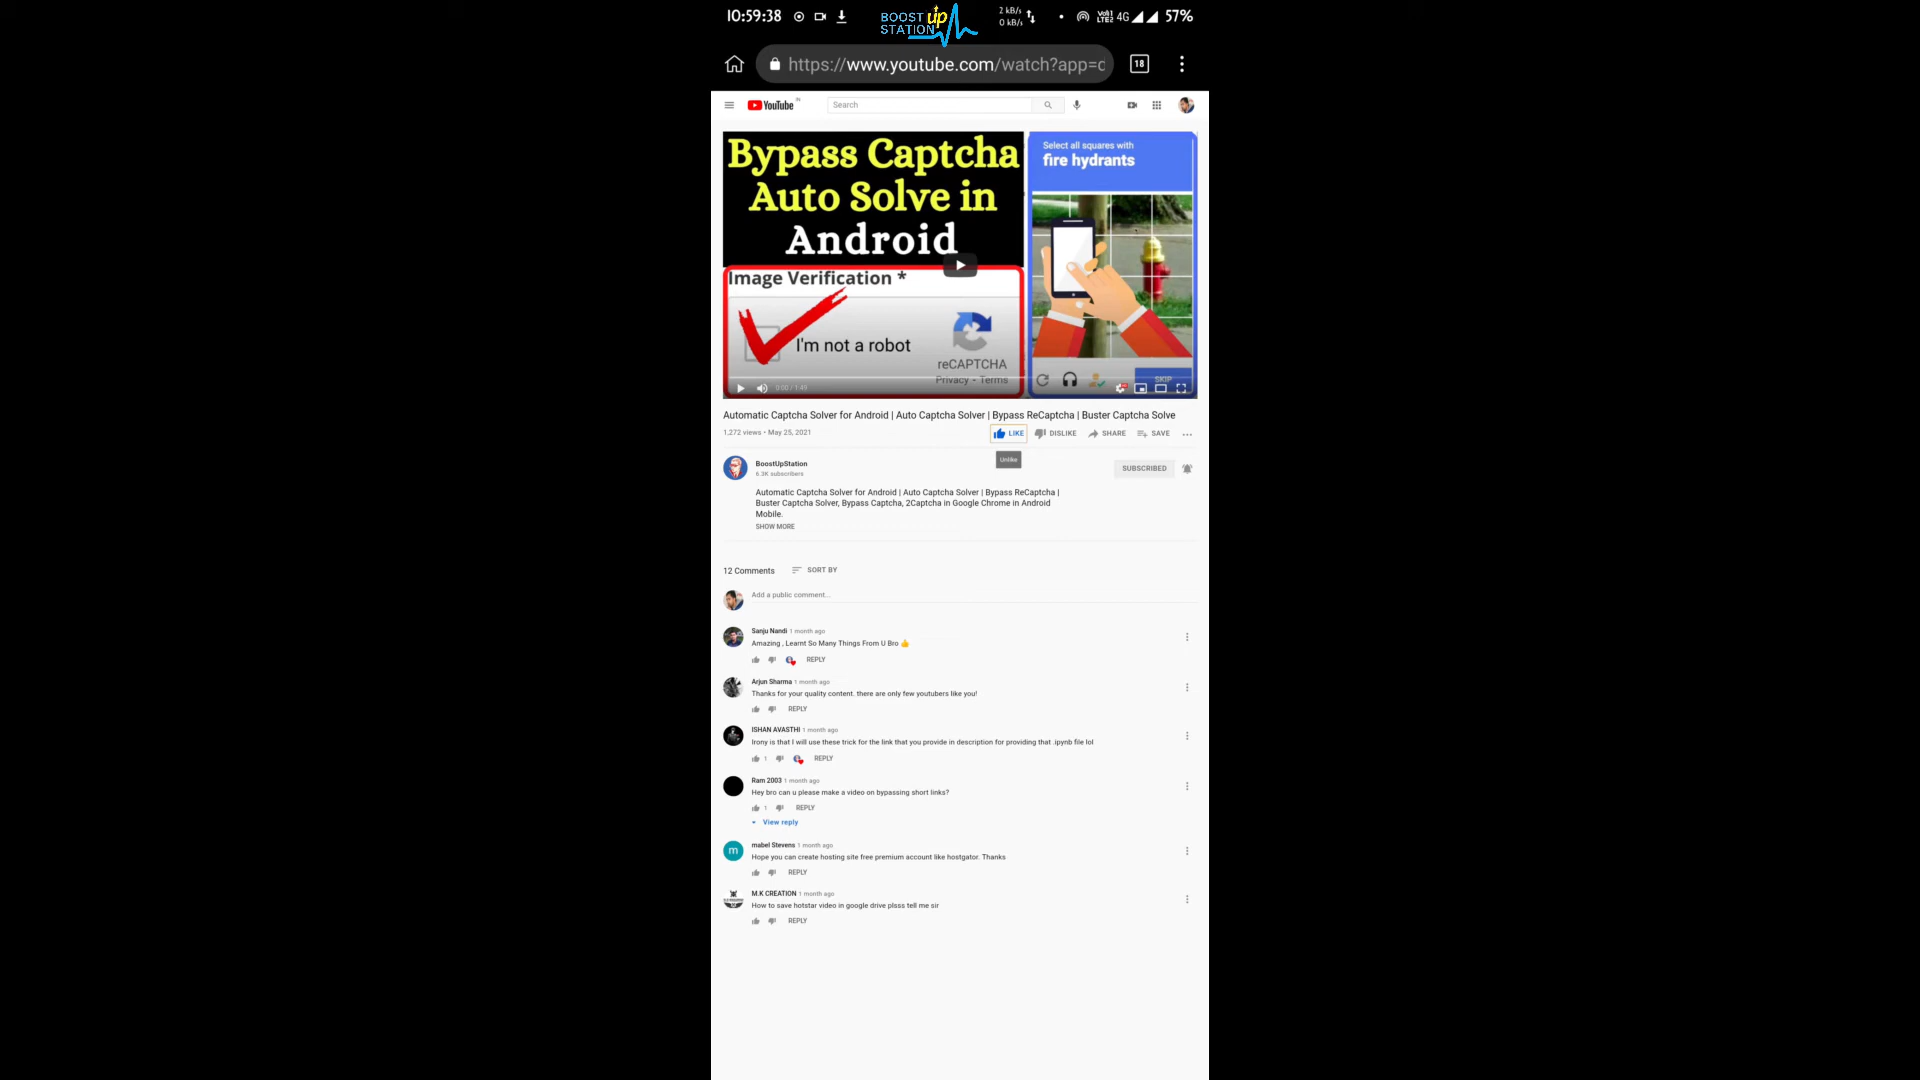 10:59:38
BOOST up
STATION
2 kB/s
0 kB/s
4G
57%
https://www.youtube.com/watch?app=d
18
YouTube
Search
Bypass Captcha
Auto Solve in
Android
Image Verification *
I'm not a robot
reCAPTCHA
Privacy - Terms
Select all squares with
fire hydrants
SKIP
0:00 / 1:49
Automatic Captcha Solver for Android | Auto Captcha Solver | Bypass ReCaptcha | Buster Captcha Solve
1,272 views • May 25, 2021
LIKE
DISLIKE
SHARE
SAVE
Unlike
BoostUpStation
6.3K subscribers
SUBSCRIBED
Automatic Captcha Solver for Android | Auto Captcha Solver | Bypass ReCaptcha |
Buster Captcha Solver, Bypass Captcha, 2Captcha in Google Chrome in Android
Mobile.
SHOW MORE
12 Comments
SORT BY
Add a public comment...
Sanju Nandi 1 month ago
Amazing , Learnt So Many Things From U Bro 👍
REPLY
Arjun Sharma 1 month ago
Thanks for your quality content. there are only few youtubers like you!
REPLY
ISHAN AVASTHI 1 month ago
Irony is that I will use these trick for the link that you provide in description for providing that .ipynb file lol
1 REPLY
Ram 2003 1 month ago
Hey bro can u please make a video on bypassing short links?
1 REPLY
View reply
m
mabel Stevens 1 month ago
Hope you can create hosting site free premium account like hostgator. Thanks
REPLY
M.K CREATION 1 month ago
How to save hotstar video in google drive plsss tell me sir
REPLY